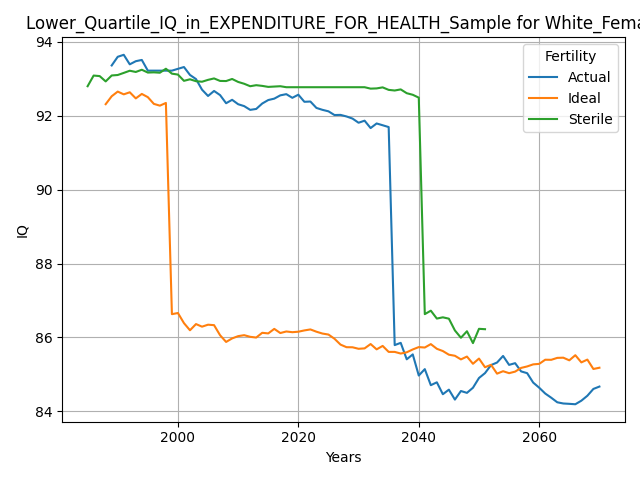 Lower_Quartile_IQ_in_EXPENDITURE_FOR_HEALTH_Sample for White_Fema
94
92
90
88
86
84
IQ
Fertility
Actual
Ideal
Sterile
2000
2020
2040
2060
Years